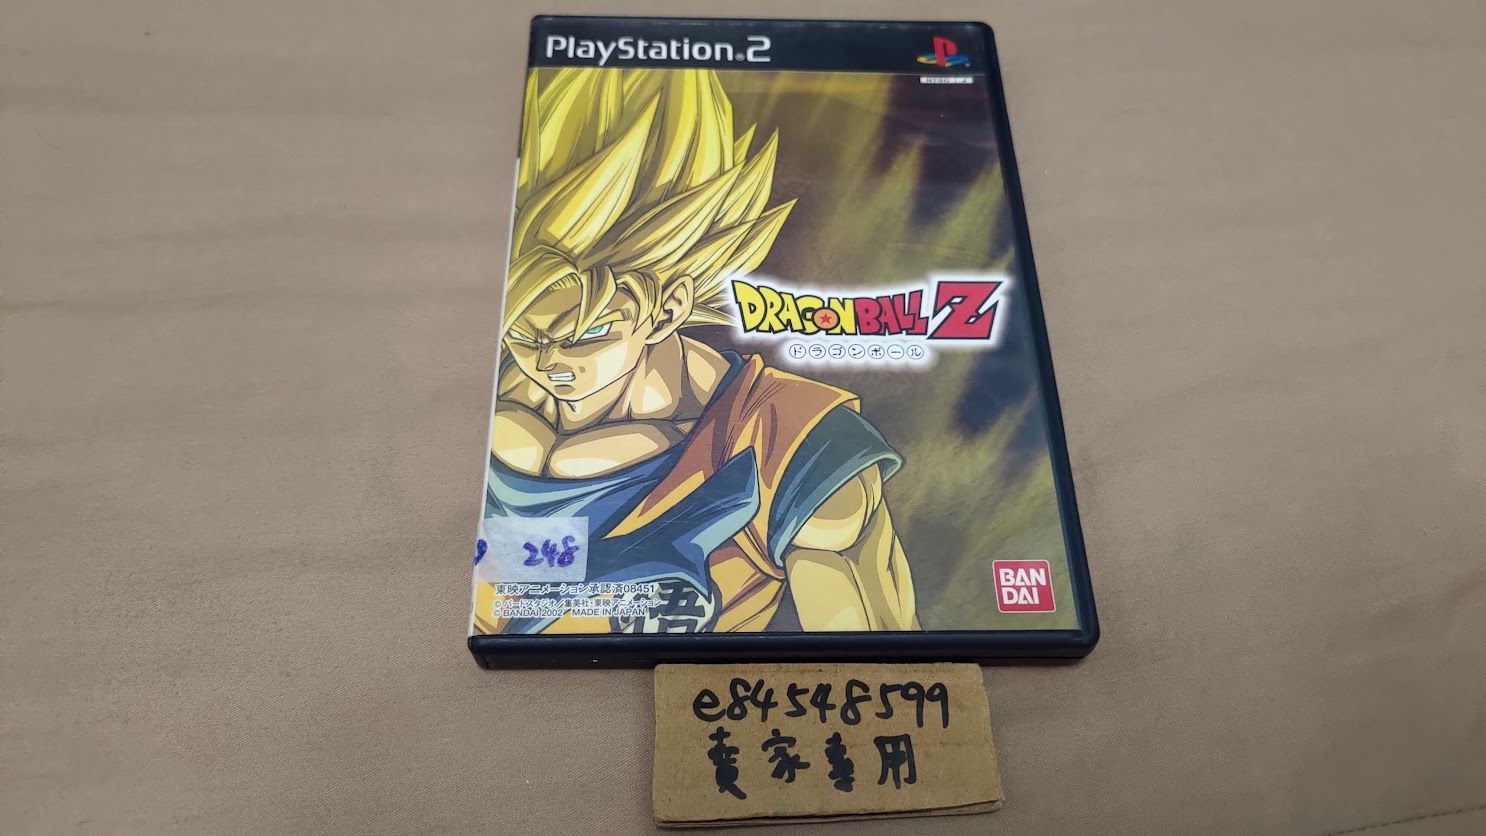 PlayStation®2
NTSC J
DRAGONBALL Z
ドラゴンボール
9 248
東映アニメーション承認済08451
© バードスタジオ/集英社・東映アニメーション
© BANDAI 2002 MADE IN JAPAN
悟
BAN
DAI
e84548599
賣家專用